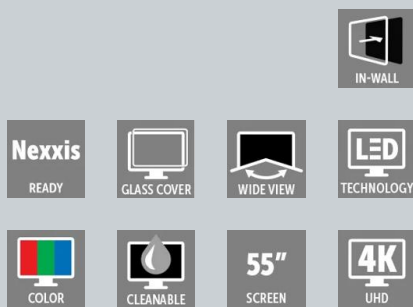 IN-WALL
Nexxis
READY
GLASS COVER
WIDE VIEW
LED
TECHNOLOGY
COLOR
CLEANABLE
55"
SCREEN
4K
UHD